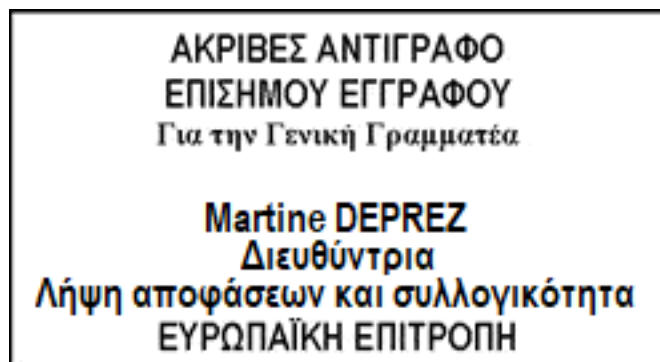 ΑΚΡΙΒΕΣ ΑΝΤΙΓΡΑΦΟ
ΕΠΙΣΗΜΟΥ ΕΓΓΡΑΦΟΥ
Για την Γενική Γραμματέα
Martine DEPREZ
Διευθύντρια
Λήψη αποφάσεων και συλλογικότητα
ΕΥΡΩΠΑΪΚΗ ΕΠΙΤΡΟΠΗ